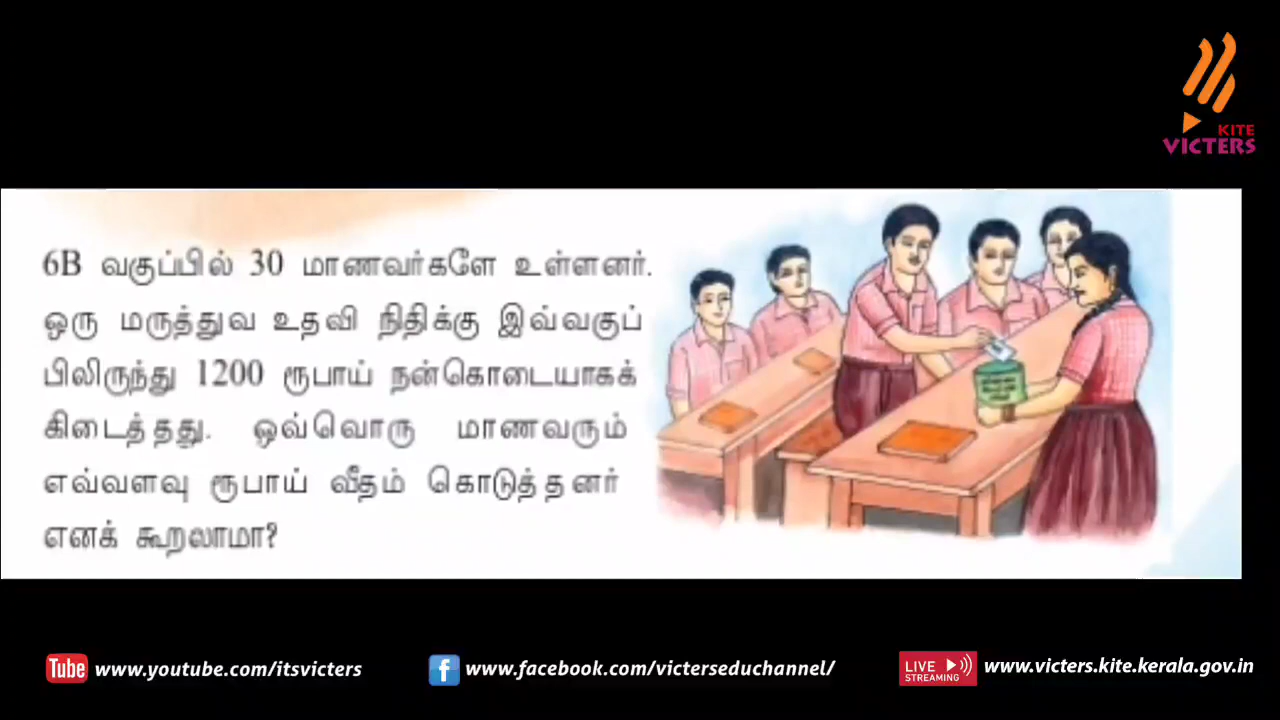 KITE
VICTERS
6B வகுப்பில் 30 மாணவர்களே உள்ளனர்.
ஒரு மருத்துவ உதவி நிதிக்கு இவ்வகுப்
பிலிருந்து 1200 ரூபாய் நன்கொடையாகக்
கிடைத்தது. ஒவ்வொரு மாணவரும்
எவ்வளவு ரூபாய் வீதம் கொடுத்தனர்
எனக் கூறலாமா?
Tube www.youtube.com/itsvicters
f www.facebook.com/victerseduchannel/
LIVE STREAMING www.victers.kite.kerala.gov.in